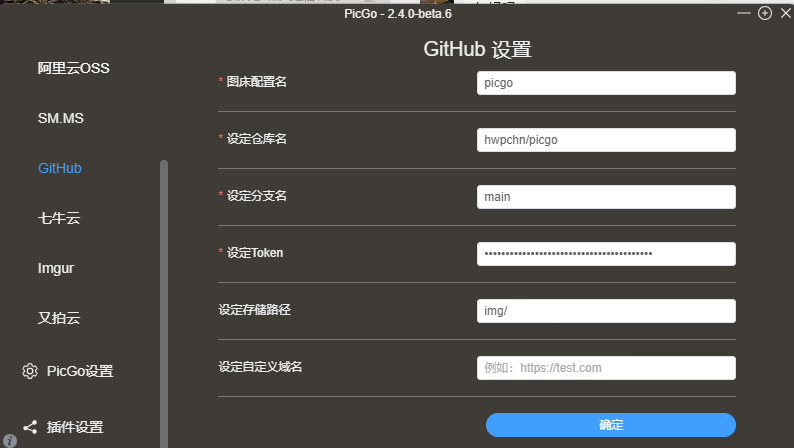 PicGo - 2.4.0-beta.6
GitHub 设置
阿里云OSS
SM.MS
GitHub
七牛云
Imgur
又拍云
PicGo设置
插件设置
* 图床配置名
picgo
* 设定仓库名
hwpchn/picgo
* 设定分支名
main
* 设定Token
设定存储路径
img/
设定自定义域名
例如：https://test.com
确定